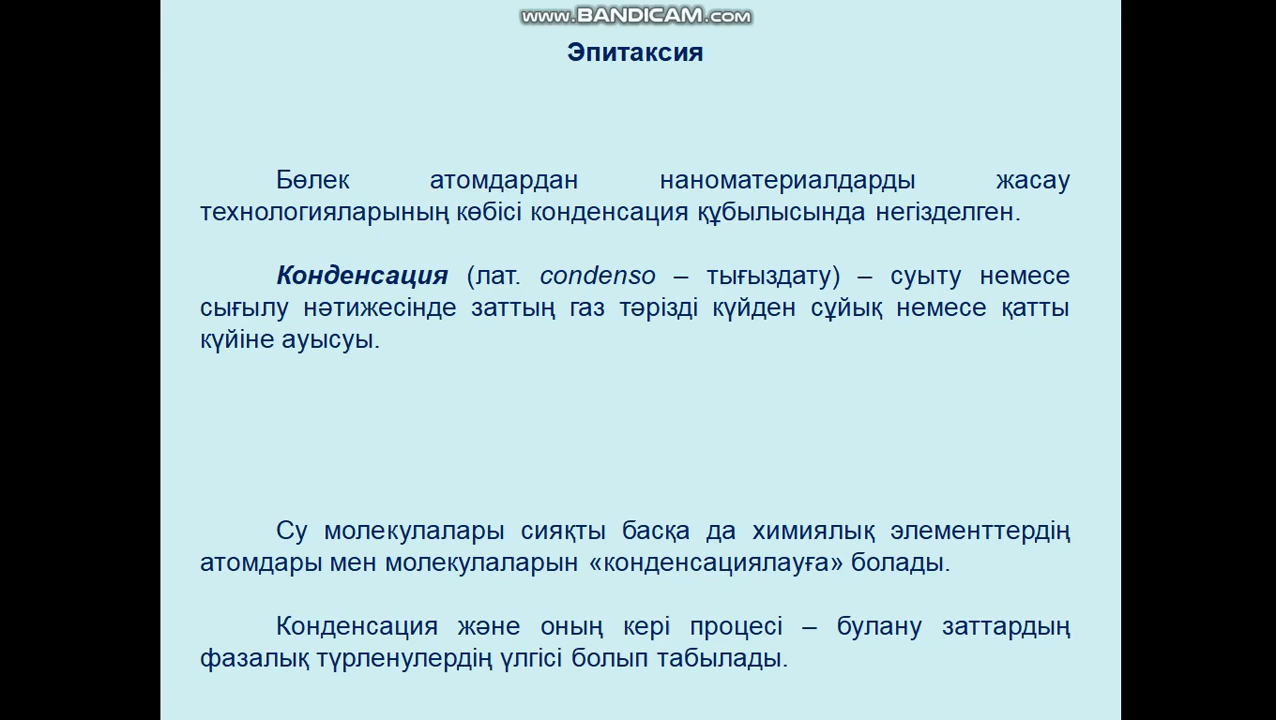 www.BANDICAM.com
Эпитаксия
Бөлек атомдардан наноматериалдарды жасау
технологияларының көбісі конденсация құбылысында негізделген.
Конденсация (лат. condenso – тығыздату) – суыту немесе
сығылу нәтижесінде заттың газ тәрізді күйден сұйық немесе қатты
күйіне ауысуы.
Су молекулалары сияқты басқа да химиялық элементтердің
атомдары мен молекулаларын «конденсациялауға» болады.
Конденсация және оның кері процесі – булану заттардың
фазалық түрленулердің үлгісі болып табылады.